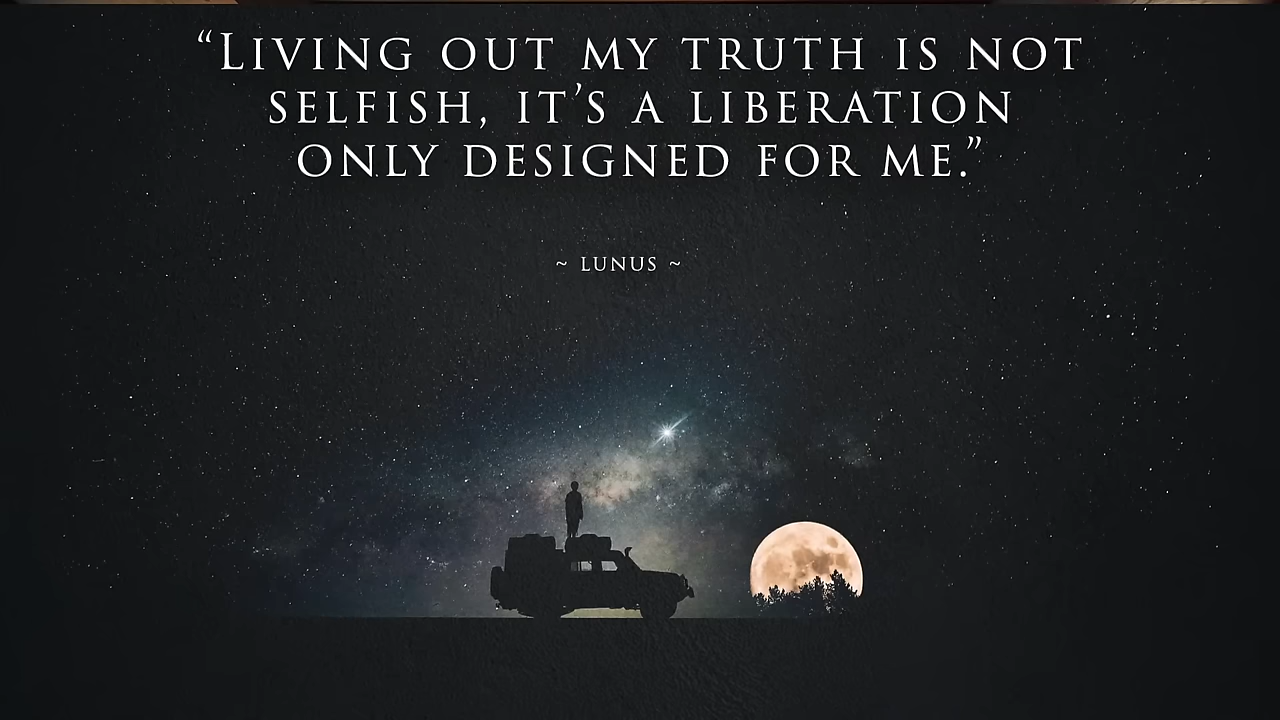 “LIVING OUT MY TRUTH IS NOT
SELFISH, IT’S A LIBERATION
ONLY DESIGNED FOR ME.”
~ LUNUS ~